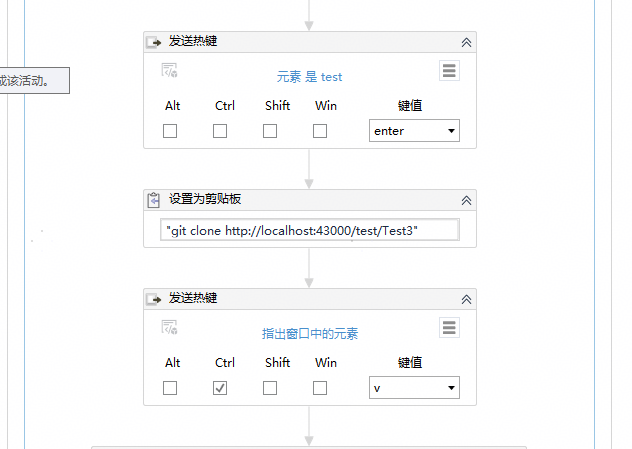 发送热键
成该活动。
元素 是 test
Alt Ctrl Shift Win 键值
enter
设置为剪贴板
"git clone http://localhost:43000/test/Test3"
发送热键
指出窗口中的元素
Alt Ctrl Shift Win 键值
v